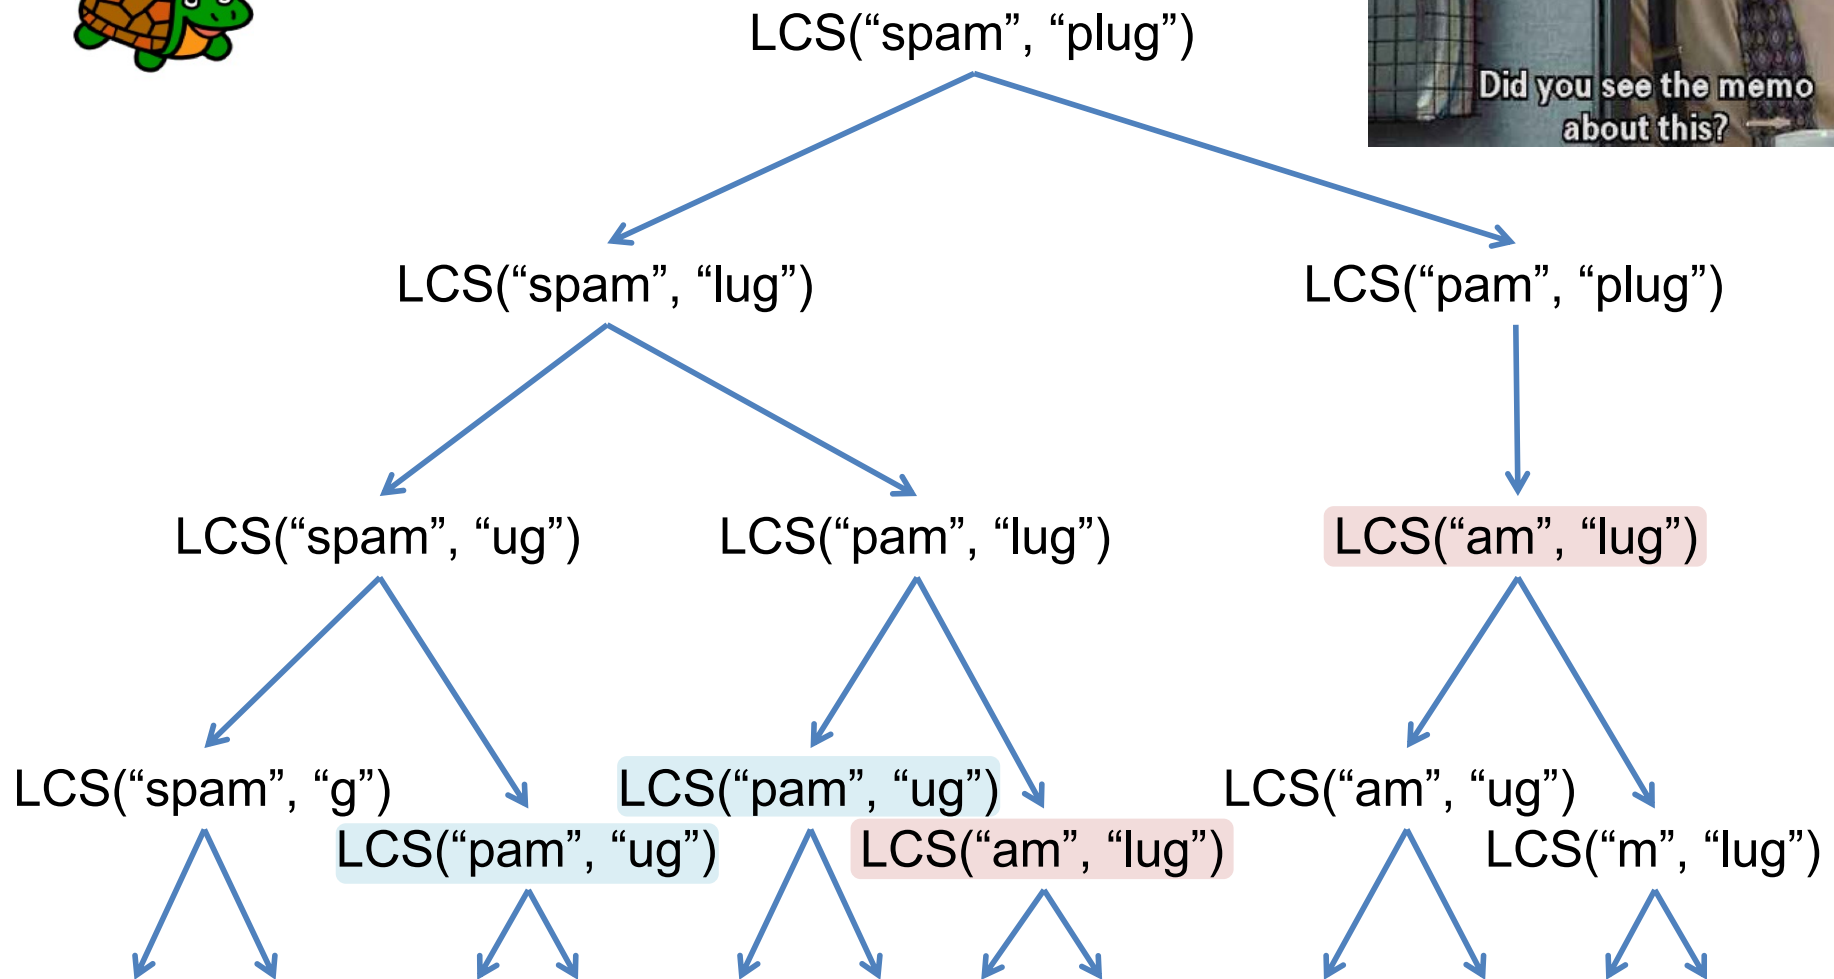 LCS(“spam”, “plug”)
Did you see the memo
about this?
LCS(“spam”, “lug”)
LCS(“pam”, “plug”)
LCS(“spam”, “ug”)
LCS(“pam”, “lug”)
LCS(“am”, “lug”)
LCS(“spam”, “g”)
LCS(“pam”, “ug”)
LCS(“pam”, “ug”)
LCS(“am”, “lug”)
LCS(“am”, “ug”)
LCS(“m”, “lug”)